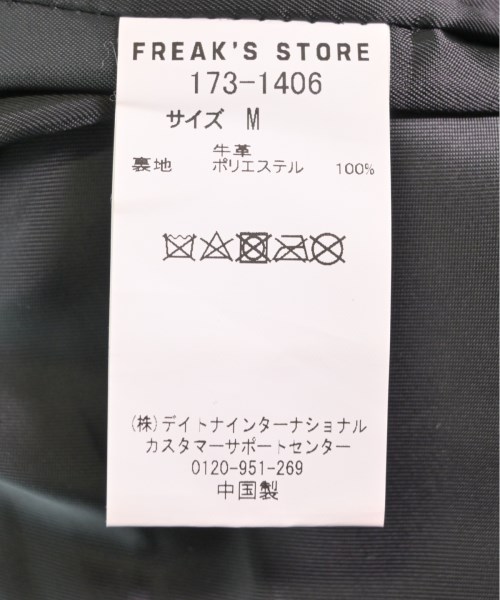 FREAK'S STORE
173-1406
サイズ M
牛革
裏地 ポリエステル 100%
(株)デイトナインターナショナル
カスタマーサポートセンター
0120-951-269
中国製